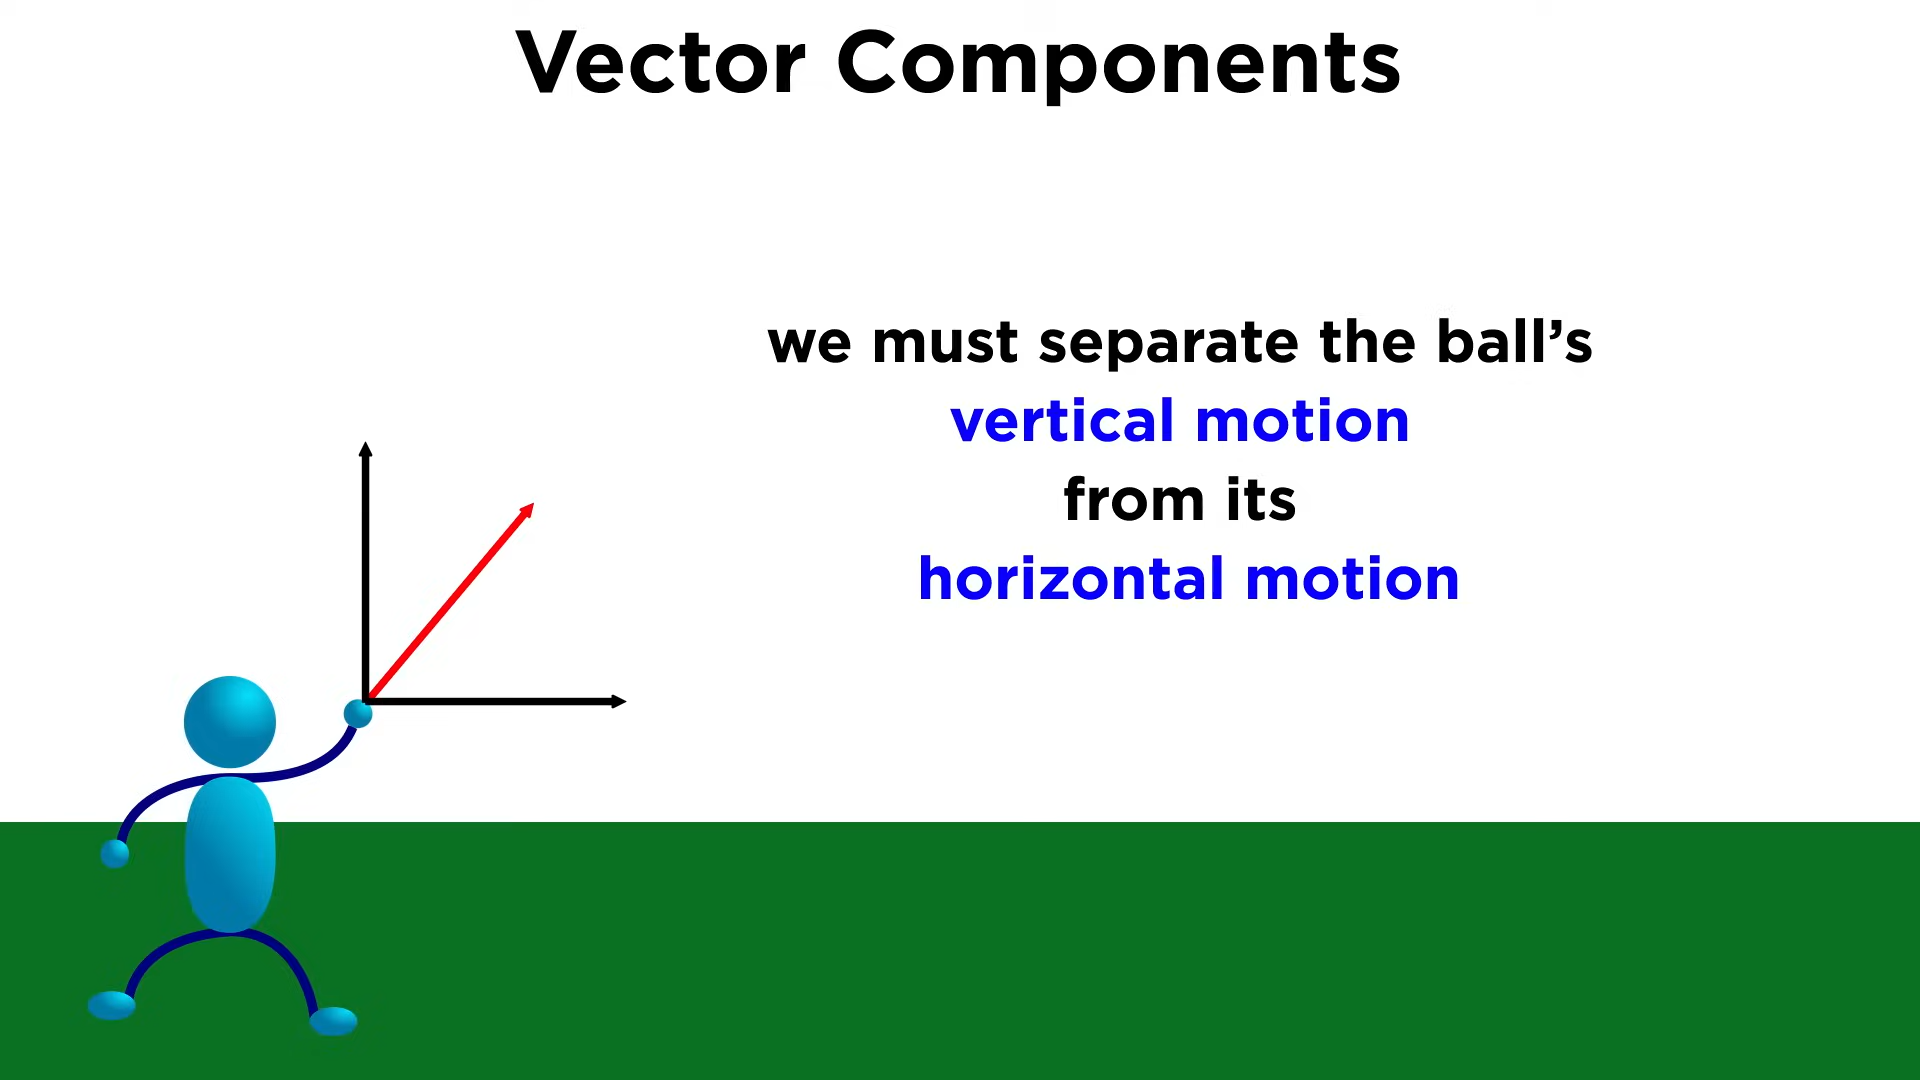 Vector Components
we must separate the ball’s
vertical motion
from its
horizontal motion